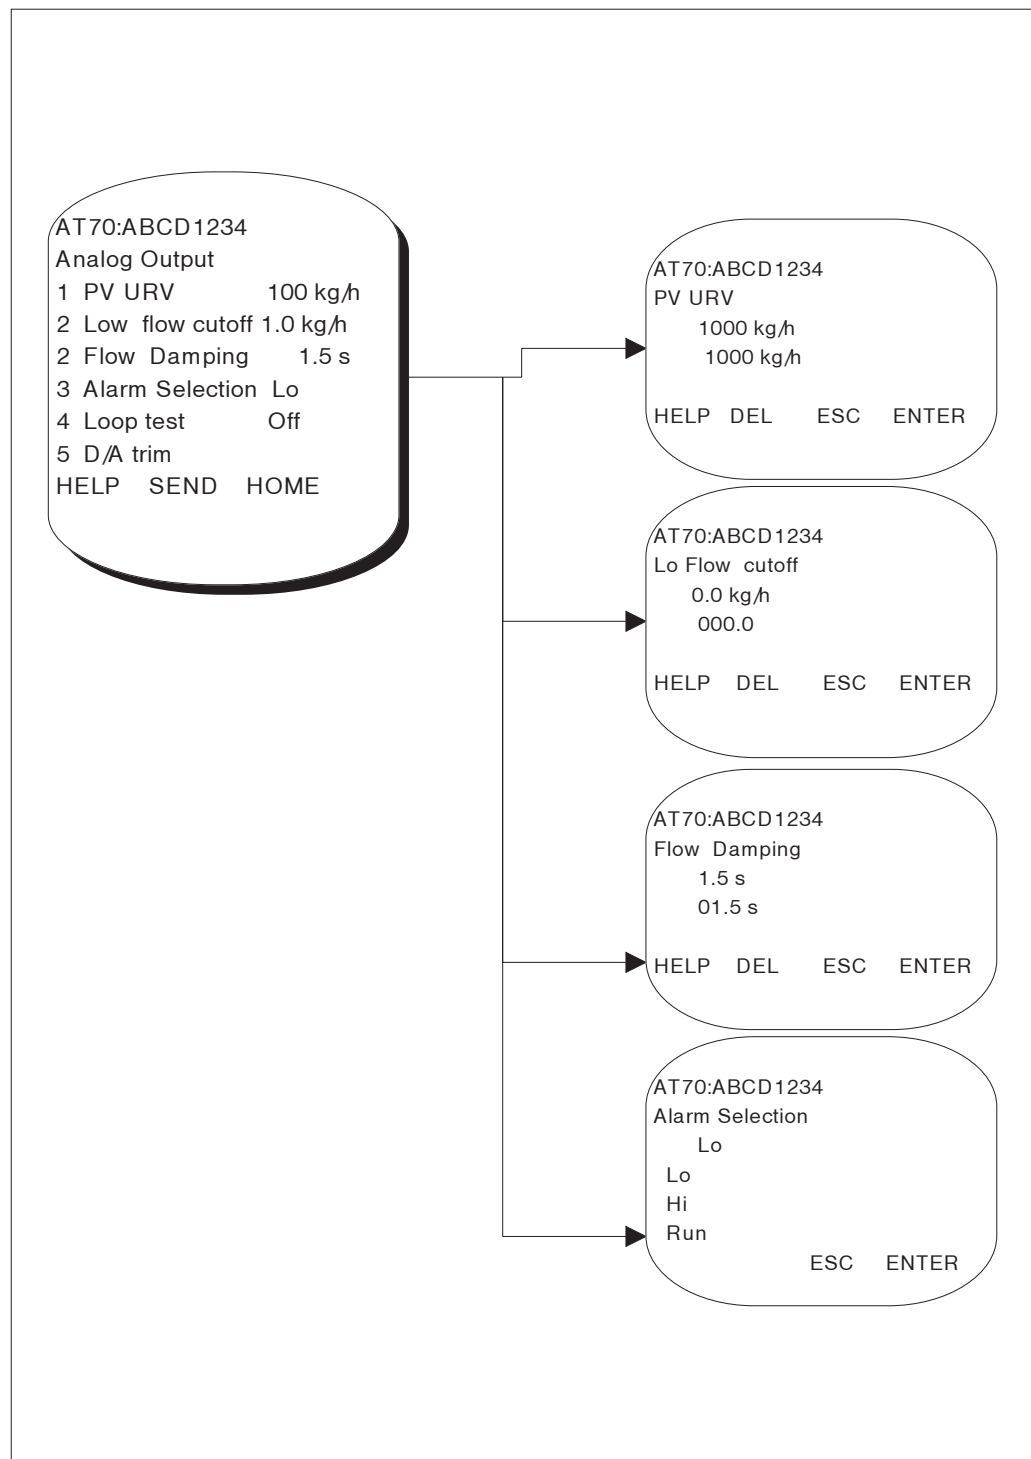 AT70:ABCD1234
Analog Output
1 PV URV 100 kg/h
2 Low flow cutoff 1.0 kg/h
2 Flow Damping 1.5 s
3 Alarm Selection Lo
4 Loop test Off
5 D/A trim
HELP SEND HOME
AT70:ABCD1234
PV URV
1000 kg/h
1000 kg/h
HELP DEL ESC ENTER
AT70:ABCD1234
Lo Flow cutoff
0.0 kg/h
000.0
HELP DEL ESC ENTER
AT70:ABCD1234
Flow Damping
1.5 s
01.5 s
HELP DEL ESC ENTER
AT70:ABCD1234
Alarm Selection
Lo
Lo
Hi
Run
ESC ENTER